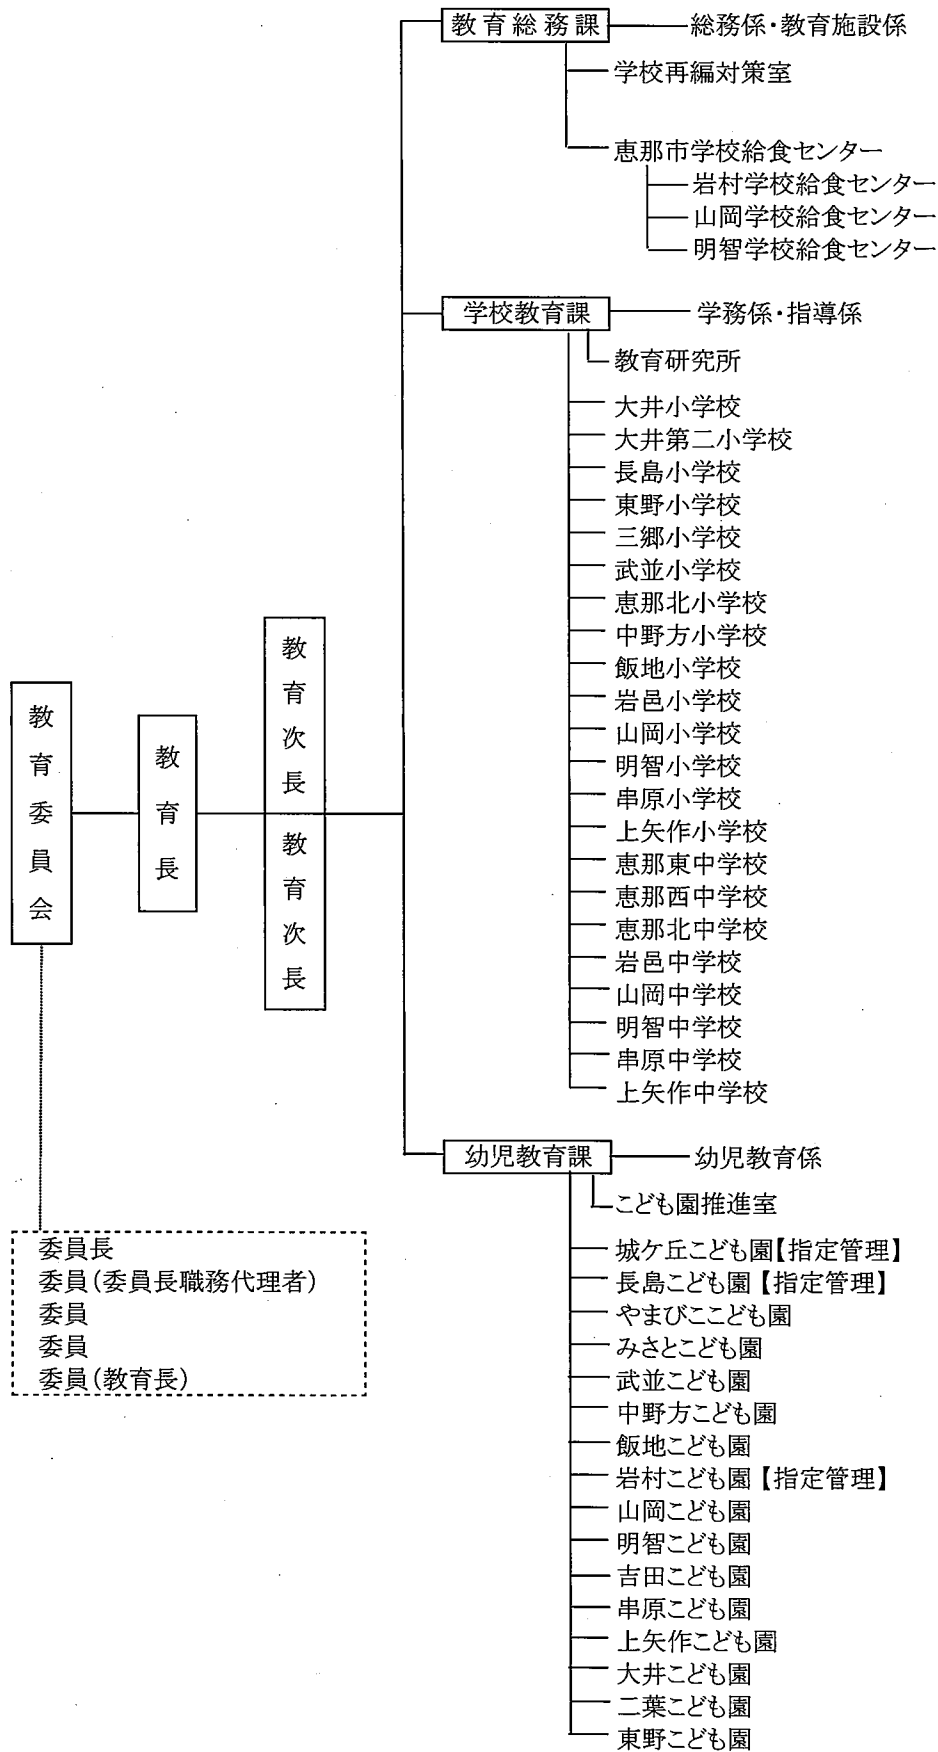 教育委員会
教育長
教育次長
教育次長
委員長
委員(委員長職務代理者)
委員
委員
委員(教育長)
教育総務課 総務係・教育施設係
学校再編対策室
恵那市学校給食センター
岩村学校給食センター
山岡学校給食センター
明智学校給食センター
学校教育課 学務係・指導係
教育研究所
大井小学校
大井第二小学校
長島小学校
東野小学校
三郷小学校
武並小学校
恵那北小学校
中野方小学校
飯地小学校
岩邑小学校
山岡小学校
明智小学校
串原小学校
上矢作小学校
恵那東中学校
恵那西中学校
恵那北中学校
岩邑中学校
山岡中学校
明智中学校
串原中学校
上矢作中学校
幼児教育課 幼児教育係
こども園推進室
城ケ丘こども園【指定管理】
長島こども園【指定管理】
やまびここども園
みさとこども園
武並こども園
中野方こども園
飯地こども園
岩村こども園【指定管理】
山岡こども園
明智こども園
吉田こども園
串原こども園
上矢作こども園
大井こども園
二葉こども園
東野こども園